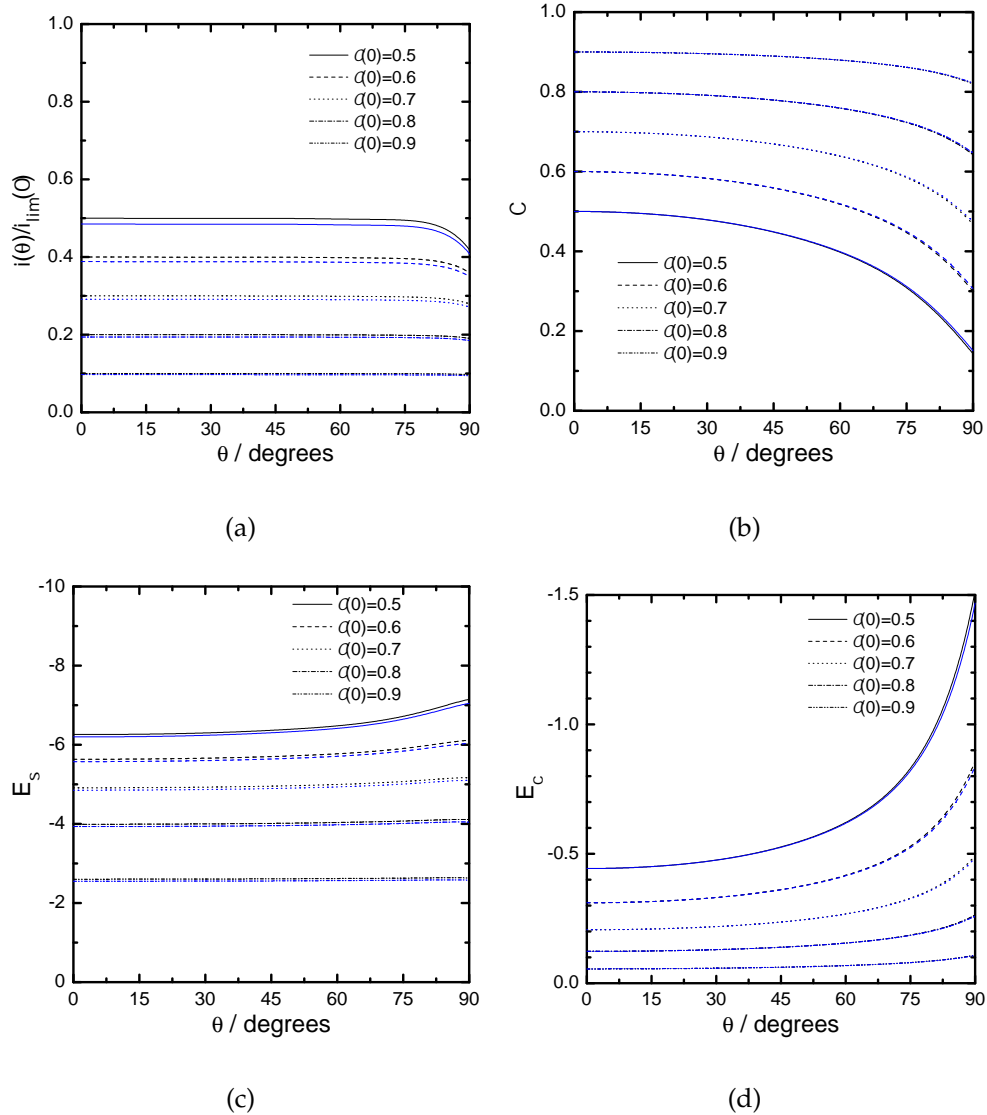 1.0
0.8
0.6
0.4
0.2
0.0
i(θ)/i_lim(0)
C(0)=0.5
C(0)=0.6
C(0)=0.7
C(0)=0.8
C(0)=0.9
0 15 30 45 60 75 90
θ / degrees
(a)
1.0
0.8
0.6
0.4
0.2
0.0
C
C(0)=0.5
C(0)=0.6
C(0)=0.7
C(0)=0.8
C(0)=0.9
0 15 30 45 60 75 90
θ / degrees
(b)
-10
-8
-6
-4
-2
0
E_s
C(0)=0.5
C(0)=0.6
C(0)=0.7
C(0)=0.8
C(0)=0.9
0 15 30 45 60 75 90
θ / degrees
(c)
-1.5
-1.0
-0.5
0.0
E_c
C(0)=0.5
C(0)=0.6
C(0)=0.7
C(0)=0.8
C(0)=0.9
0 15 30 45 60 75 90
θ / degrees
(d)